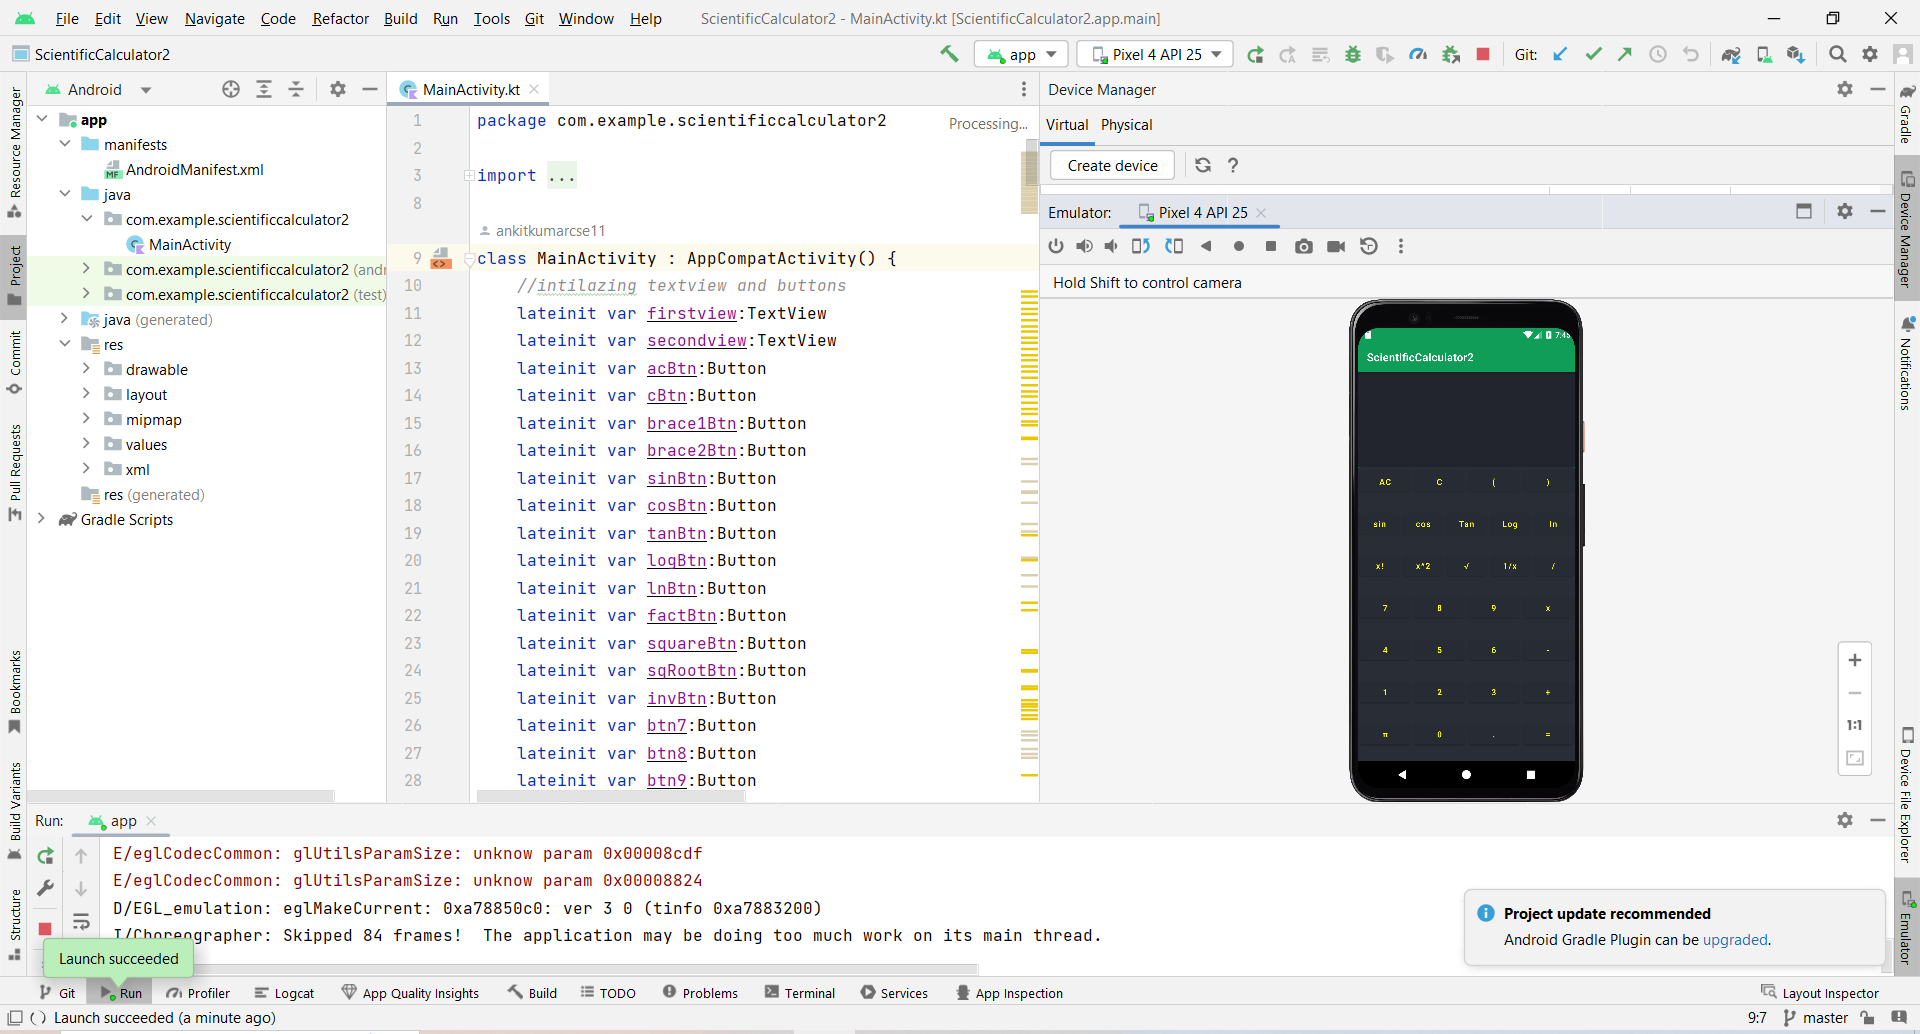 File Edit View Navigate Code Refactor Build Run Tools Git Window Help ScientificCalculator2 - MainActivity.kt [ScientificCalculator2.app.main]
ScientificCalculator2 app Pixel 4 API 25 Git:
Android
MainActivity.kt
Device Manager
app
manifests
AndroidManifest.xml
java
com.example.scientificcalculator2
MainActivity
com.example.scientificcalculator2 (andr
com.example.scientificcalculator2 (test)
java (generated)
res
drawable
layout
mipmap
values
xml
res (generated)
Gradle Scripts
Resource Manager
Project
Commit
Pull Requests
Bookmarks
Build Variants
Structure
Processing...
1 package com.example.scientificcalculator2
2
3 import ...
8
ankitkumarcse11
9 class MainActivity : AppCompatActivity() {
10 //intilazing textview and buttons
11 lateinit var firstview:TextView
12 lateinit var secondview:TextView
13 lateinit var acBtn:Button
14 lateinit var cBtn:Button
15 lateinit var brace1Btn:Button
16 lateinit var brace2Btn:Button
17 lateinit var sinBtn:Button
18 lateinit var cosBtn:Button
19 lateinit var tanBtn:Button
20 lateinit var logBtn:Button
21 lateinit var lnBtn:Button
22 lateinit var factBtn:Button
23 lateinit var squareBtn:Button
24 lateinit var sqRootBtn:Button
25 lateinit var invBtn:Button
26 lateinit var btn7:Button
27 lateinit var btn8:Button
28 lateinit var btn9:Button
Virtual Physical
Create device ?
Emulator: Pixel 4 API 25
Hold Shift to control camera
ScientificCalculator2
AC C ( )
sin cos Tan Log ln
x! x^2 √ 1/x /
7 8 9 x
4 5 6 -
1 2 3 +
π 0 . =
1:1
Gradle
Device Manager
Notifications
Device File Explorer
Emulator
Run: app
E/eglCodecCommon: glUtilsParamSize: unknow param 0x00008cdf
E/eglCodecCommon: glUtilsParamSize: unknow param 0x00008824
D/EGL_emulation: eglMakeCurrent: 0xa78850c0: ver 3 0 (tinfo 0xa7883200)
I/Choreographer: Skipped 84 frames! The application may be doing too much work on its main thread.
Launch succeeded
Project update recommended
Android Gradle Plugin can be upgraded.
Git Run Profiler Logcat App Quality Insights Build TODO Problems Terminal Services App Inspection Layout Inspector
Launch succeeded (a minute ago) 9:7 master